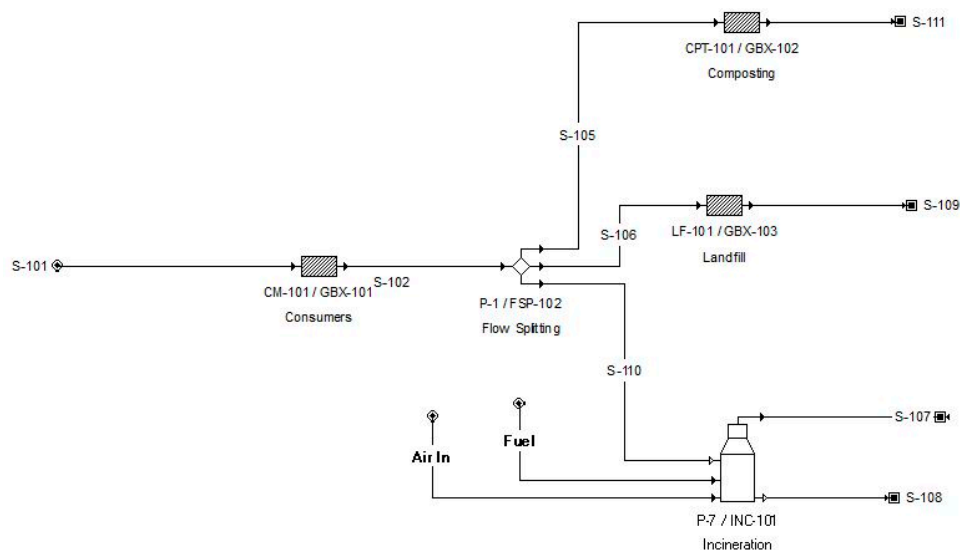 S-111
CPT-101 / GBX-102
Composting
S-105
S-109
S-106
LF-101 / GBX-103
Landfill
S-101
S-102
CM-101 / GBX-101
Consumers
P-1 / FSP-102
Flow Splitting
S-110
S-107
Fuel
Air In
S-108
P-7 / INC-101
Incineration